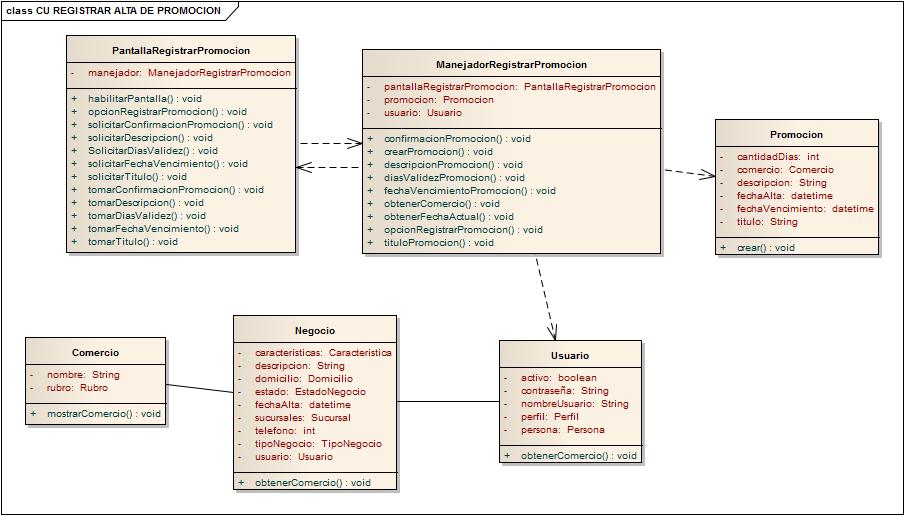 class CU REGISTRAR ALTA DE PROMOCION
PantallaRegistrarPromocion
- manejador: ManejadorRegistrarPromocion
+ habilitarPantalla() : void
+ opcionRegistrarPromocion() : void
+ solicitarConfirmacionPromocion() : void
+ solicitarDescripcion() : void
+ SolicitarDiasValidez() : void
+ solicitarFechaVencimiento() : void
+ solicitarTitulo() : void
+ tomarConfirmacionPromocion() : void
+ tomarDescripcion() : void
+ tomarDiasValidez() : void
+ tomarFechaVencimiento() : void
+ tomarTitulo() : void
ManejadorRegistrarPromocion
- pantallaRegistrarPromocion: PantallaRegistrarPromocion
- promocion: Promocion
- usuario: Usuario
+ confirmacionPromocion() : void
+ crearPromocion() : void
+ descripcionPromocion() : void
+ diasValidezPromocion() : void
+ fechaVencimientoPromocion() : void
+ obtenerComercio() : void
+ obtenerFechaActual() : void
+ opcionRegistrarPromocion() : void
+ tituloPromocion() : void
Promocion
- cantidadDias: int
- comercio: Comercio
- descripcion: String
- fechaAlta: datetime
- fechaVencimiento: datetime
- titulo: String
+ crear() : void
Comercio
- nombre: String
- rubro: Rubro
+ mostrarComercio() : void
Negocio
- caracteristicas: Caracteristica
- descripcion: String
- domicilio: Domicilio
- estado: EstadoNegocio
- fechaAlta: datetime
- sucursales: Sucursal
- telefono: int
- tipoNegocio: TipoNegocio
- usuario: Usuario
+ obtenerComercio() : void
Usuario
- activo: boolean
- contraseña: String
- nombreUsuario: String
- perfil: Perfil
- persona: Persona
+ obtenerComercio() : void